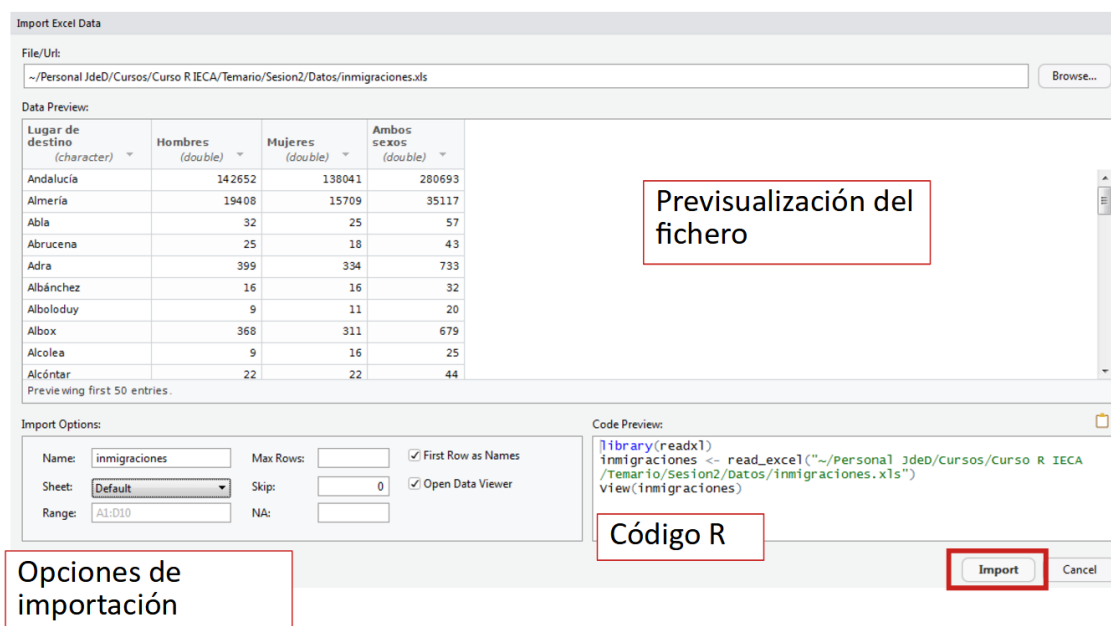 Import Excel Data
File/Url:
~/Personal JdeD/Cursos/Curso R IECA/Temario/Sesion2/Datos/inmigraciones.xls
Browse...
Data Preview:
Lugar de destino (character) Hombres (double) Mujeres (double) Ambos sexos (double)
Andalucía 142652 138041 280693
Almería 19408 15709 35117
Abla 32 25 57
Abrucena 25 18 43
Adra 399 334 733
Albánchez 16 16 32
Alboloduy 9 11 20
Albox 368 311 679
Alcolea 9 16 25
Alcóntar 22 22 44
Previewing first 50 entries.
Previsualización del
fichero
Import Options:
Name: inmigraciones Max Rows: First Row as Names
Sheet: Default Skip: 0 Open Data Viewer
Range: A1:D10 NA:
Opciones de
importación
Code Preview:
library(readxl)
inmigraciones <- read_excel("~/Personal JdeD/Cursos/Curso R IECA
/Temario/Sesion2/Datos/inmigraciones.xls")
View(inmigraciones)
Código R
Import Cancel